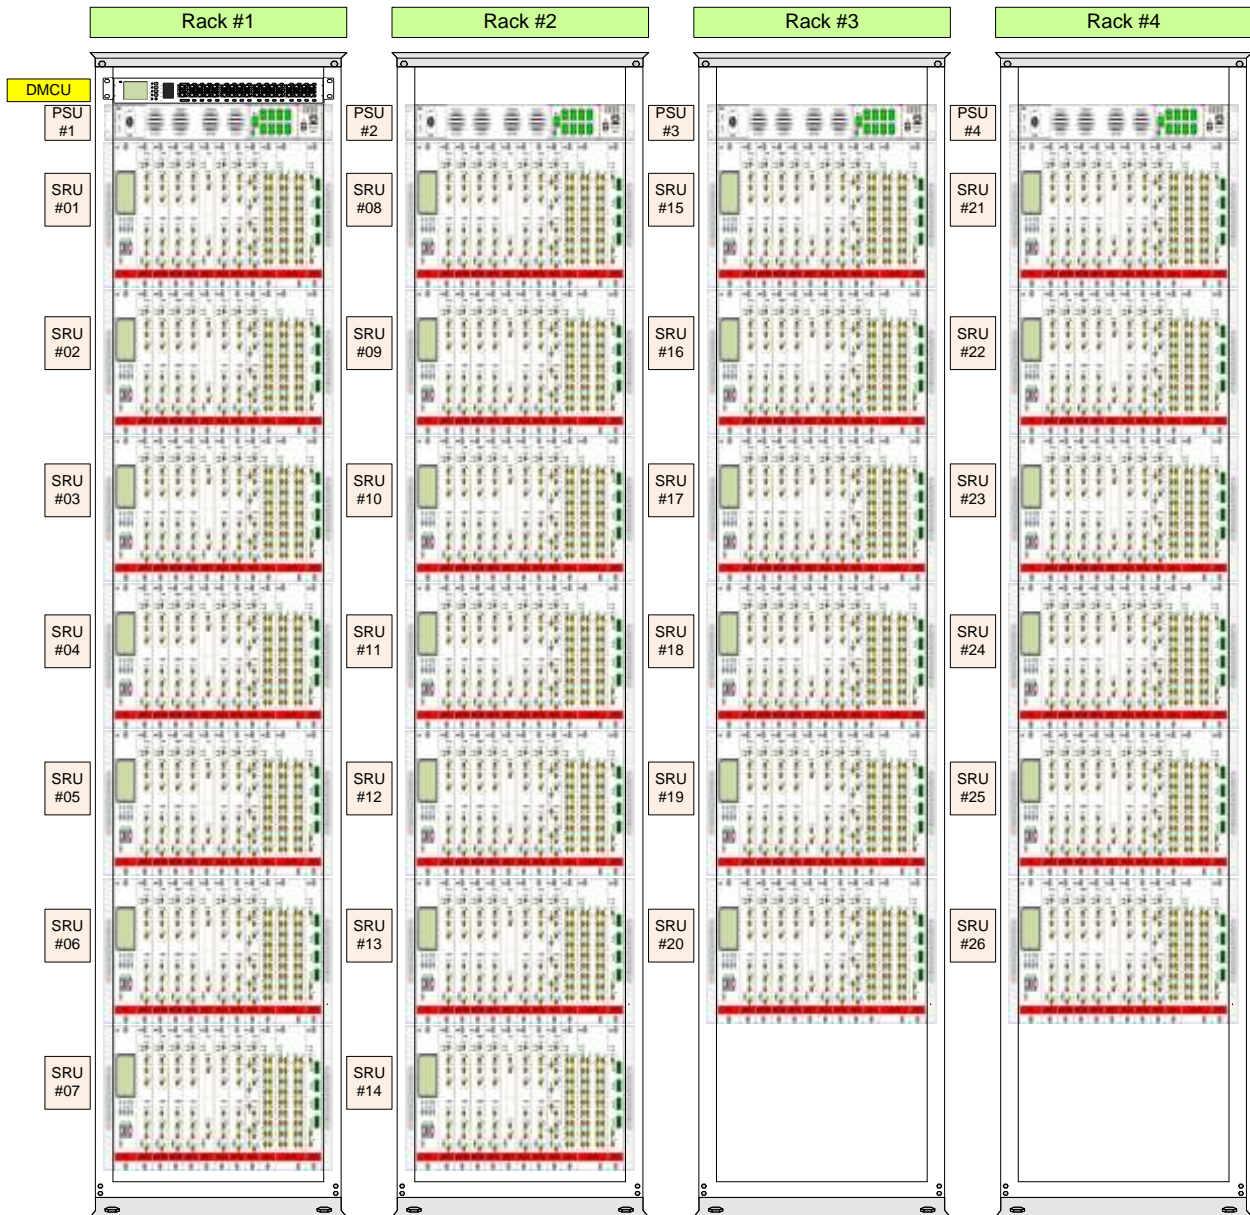 Rack #1
Rack #2
Rack #3
Rack #4
DMCU
PSU
#1
PSU
#2
PSU
#3
PSU
#4
SRU
#01
SRU
#08
SRU
#15
SRU
#21
SRU
#02
SRU
#09
SRU
#16
SRU
#22
SRU
#03
SRU
#10
SRU
#17
SRU
#23
SRU
#04
SRU
#11
SRU
#18
SRU
#24
SRU
#05
SRU
#12
SRU
#19
SRU
#25
SRU
#06
SRU
#13
SRU
#20
SRU
#26
SRU
#07
SRU
#14